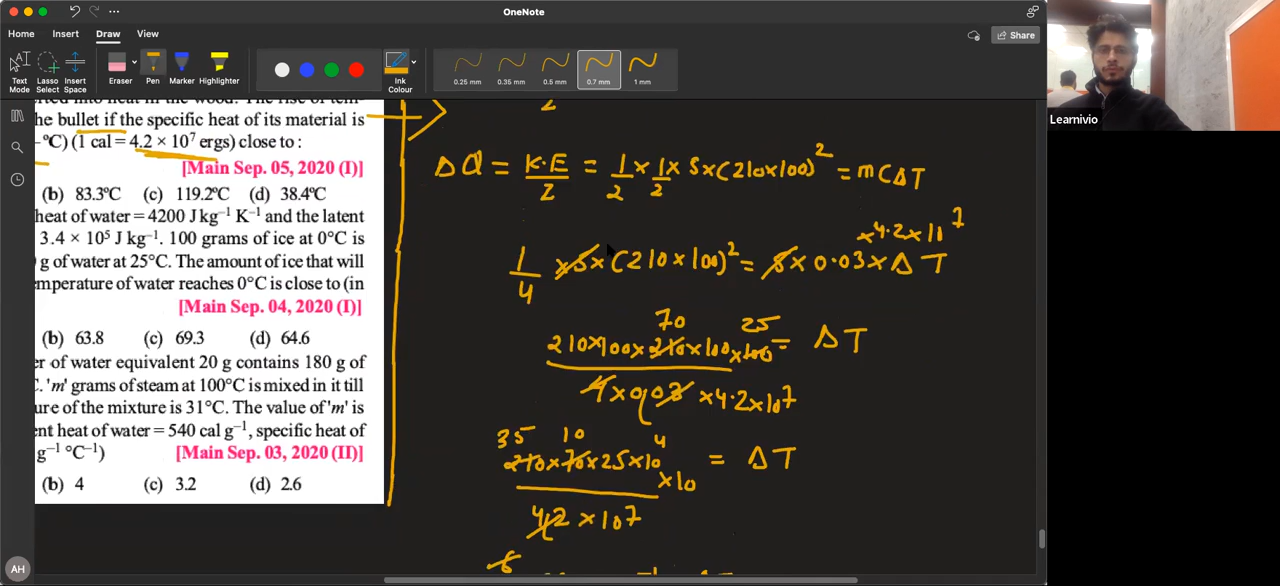 OneNote
Home Insert Draw View
Share
Text Mode Lasso Select Insert Space Eraser Pen Marker Highlighter Ink Colour 0.25 mm 0.35 mm 0.5 mm 0.7 mm 1 mm
Learnivio
he bullet if the specific heat of its material is
–°C) (1 cal = 4.2 × 10⁷ ergs) close to :
[Main Sep. 05, 2020 (I)]
(b) 83.3°C (c) 119.2°C (d) 38.4°C
heat of water = 4200 J kg⁻¹ K⁻¹ and the latent
3.4 × 10⁵ J kg⁻¹. 100 grams of ice at 0°C is
g of water at 25°C. The amount of ice that will
mperature of water reaches 0°C is close to (in
[Main Sep. 04, 2020 (I)]
(b) 63.8 (c) 69.3 (d) 64.6
er of water equivalent 20 g contains 180 g of
C. 'm' grams of steam at 100°C is mixed in it till
ure of the mixture is 31°C. The value of 'm' is
ent heat of water = 540 cal g⁻¹, specific heat of
g⁻¹ °C⁻¹) [Main Sep. 03, 2020 (II)]
(b) 4 (c) 3.2 (d) 2.6
2
ΔQ = K.E/2 = 1/2 × 1/2 × 5 × (210×100)² = mCΔT
× 4.2 × 10⁷
1/4 × 5 × (210×100)² = 5 × 0.03 × ΔT
70 25
210×100×210×100×100 = ΔT
4×003 × 4.2×10⁷
35 10 4
210×70×25×10 = ΔT
×10
42 × 10⁷
6
AH